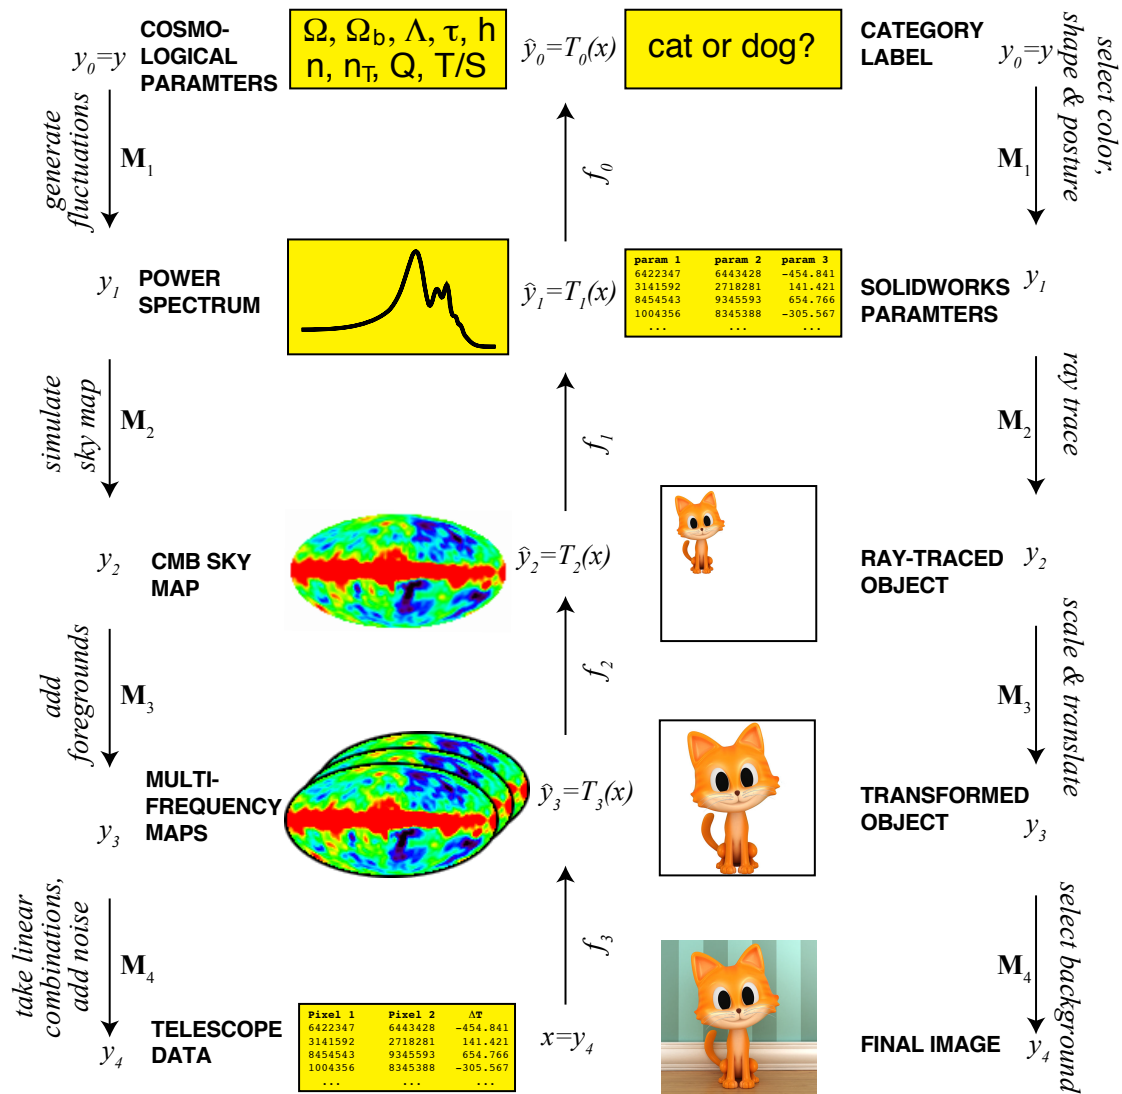 COSMO-
LOGICAL
PARAMTERS
y0=y
Ω, Ωb, Λ, τ, h
n, nT, Q, T/S
ŷ0=T0(x)
cat or dog?
CATEGORY
LABEL
y0=y
generate
fluctuations
M1
f0
M1
select color,
shape & posture
y1
POWER
SPECTRUM
ŷ1=T1(x)
param 1 param 2 param 3
6422347 6443428 -454.841
3141592 2718281 141.421
8454543 9345593 654.766
1004356 8345388 -305.567
... ... ...
SOLIDWORKS
PARAMTERS
y1
simulate
sky map
M2
f1
M2
ray trace
y2
CMB SKY
MAP
ŷ2=T2(x)
RAY-TRACED
OBJECT
y2
add
foregrounds
M3
f2
M3
scale & translate
MULTI-
FREQUENCY
MAPS
y3
ŷ3=T3(x)
TRANSFORMED
OBJECT
y3
take linear
combinations,
add noise
M4
f3
M4
select background
y4
TELESCOPE
DATA
Pixel 1 Pixel 2 ΔT
6422347 6443428 -454.841
3141592 2718281 141.421
8454543 9345593 654.766
1004356 8345388 -305.567
... ... ...
x=y4
FINAL IMAGE
y4